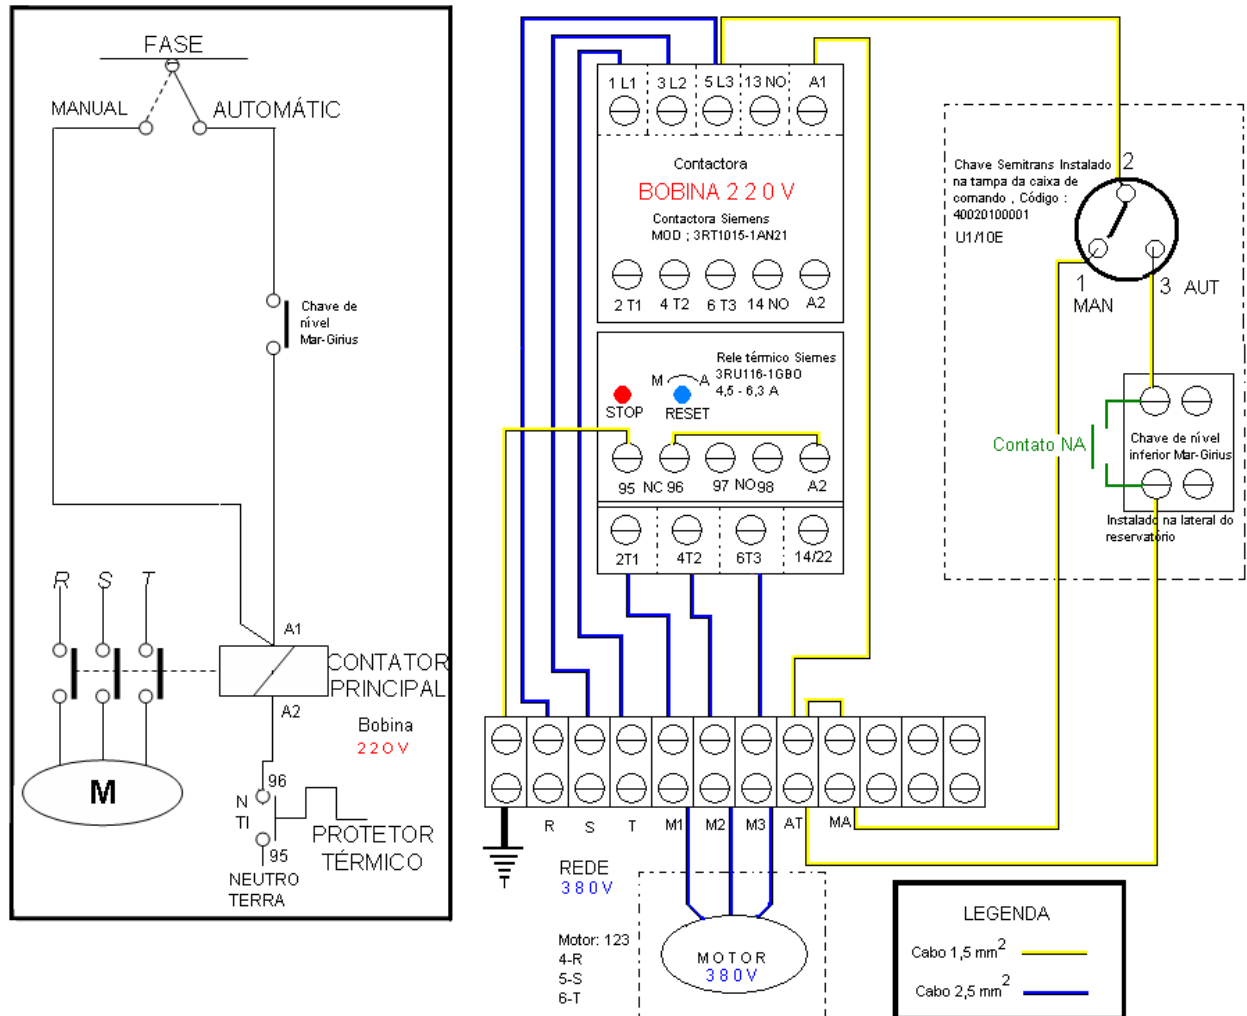 FASE
MANUAL
AUTOMÁTIC
Chave de
nível
Mar-Girius
R S T
A1
CONTATOR
PRINCIPAL
A2
Bobina
220V
M
96
N
TI
PROTETOR
TÉRMICO
95
NEUTRO
TERRA
1 L1 3 L2 5 L3 13 NO A1
Contactora
BOBINA 220V
Contactora Siemens
MOD ; 3RT1015-1AN21
2 T1 4 T2 6 T3 14 NO A2
Rele térmico Siemes
3RU116-1GB0
4,5 - 6,3 A
M A
STOP RESET
95 NC 96 97 NO 98 A2
2T1 4T2 6T3 14/22
Chave Semitrans Instalado
na tampa da caixa de
comando , Código :
40020100001
U1/10E
2
1
MAN
3 AUT
Contato NA
Chave de nível
inferior Mar-Girius
Instalado na lateral do
reservatório
R S T M1 M2 M3 AT MA
T
REDE
380V
Motor: 123
4-R
5-S
6-T
MOTOR
380V
LEGENDA
Cabo 1,5 mm²
Cabo 2,5 mm²